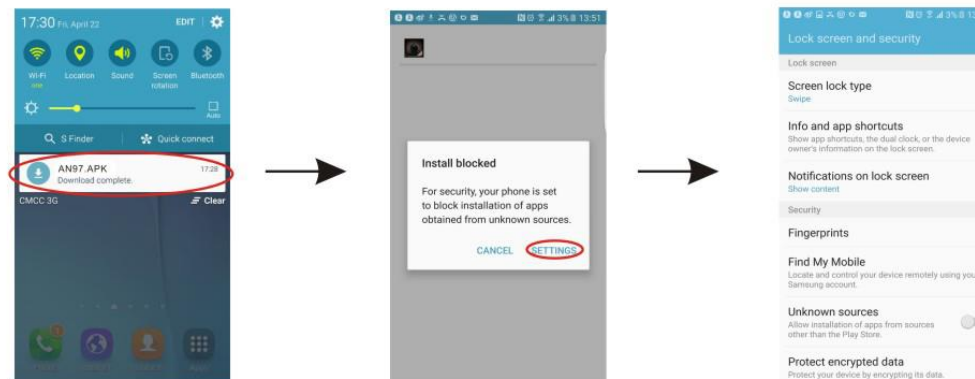 17:30 Fri, April 22
EDIT
Wi-Fi
Location
Sound
Screen rotation
Bluetooth
Auto
S Finder
Quick connect
AN97.APK
17:28
Download complete.
CMCC 3G
Clear
3% 13:51
Install blocked
For security, your phone is set
to block installation of apps
obtained from unknown sources.
CANCEL
SETTINGS
3%
Lock screen and security
Lock screen
Screen lock type
Swipe
Info and app shortcuts
Show app shortcuts, the dual clock, or the device
owner's information on the lock screen.
Notifications on lock screen
Show content
Security
Fingerprints
Find My Mobile
Locate and control your device remotely using
Samsung account.
Unknown sources
Allow installation of apps from sources
other than the Play Store.
Protect encrypted data
Protect your device by encrypting its data.